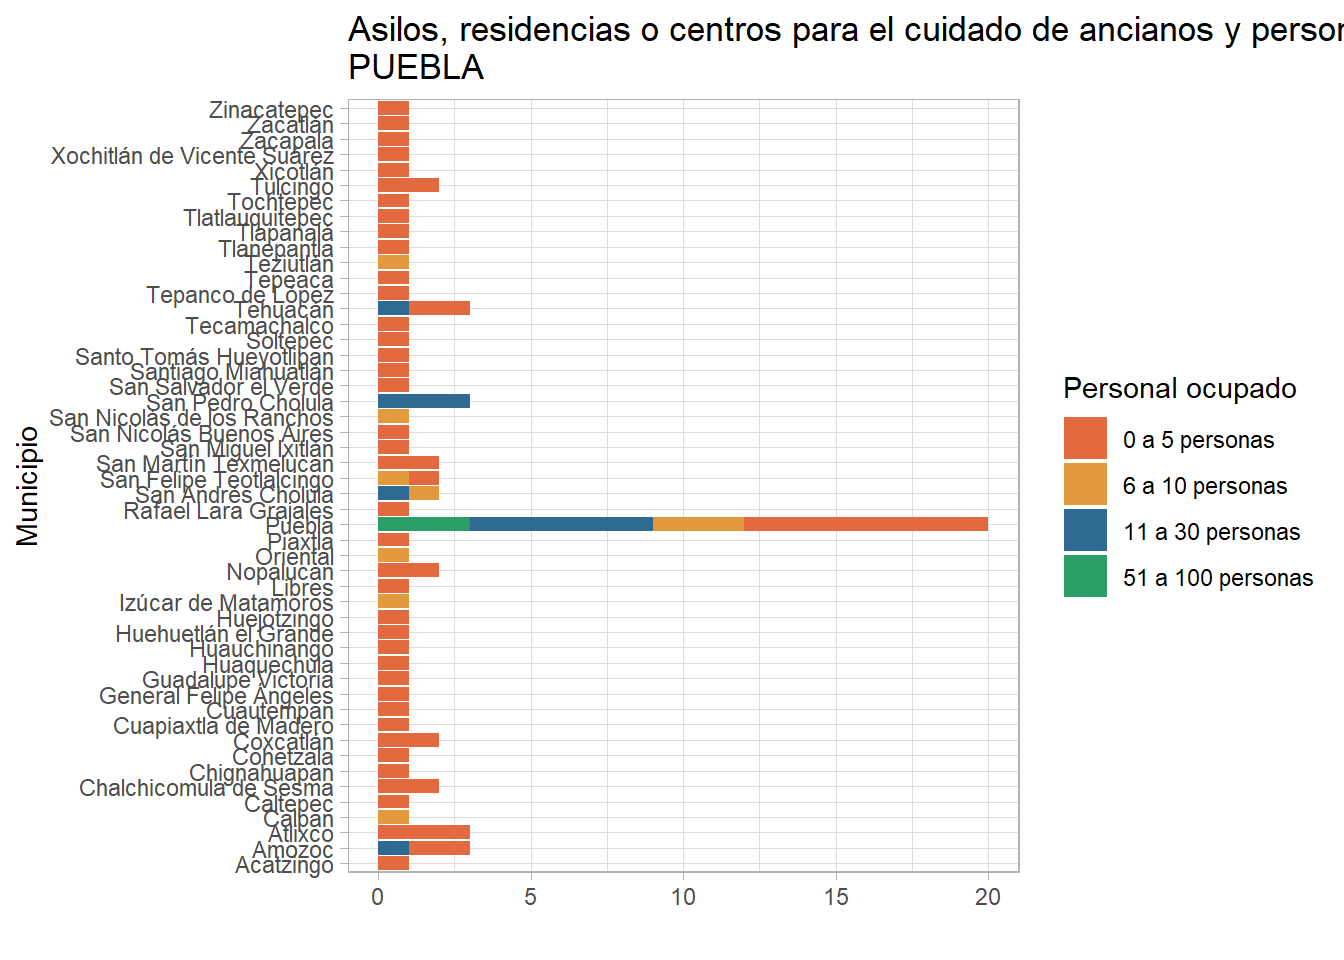 Asilos, residencias o centros para el cuidado de ancianos y person
PUEBLA
Zinacatepec
Zacatlán
Zacapala
Xochitlán de Vicente Suárez
Xicotlán
Tulcingo
Tochtepec
Tlatlauquitepec
Tlapanalá
Tlanepantla
Teziutlán
Tepeaca
Tepanco de López
Tehuacán
Tecamachalco
Soltepec
Santo Tomás Hueyotlipan
Santiago Miahuatlán
San Salvador el Verde
San Pedro Cholula
San Nicolás de los Ranchos
San Nicolás Buenos Aires
San Miguel Ixitlán
San Martín Texmelucan
San Felipe Teotlalcingo
San Andrés Cholula
Rafael Lara Grajales
Puebla
Piaxtla
Oriental
Nopalucan
Libres
Izúcar de Matamoros
Huejotzingo
Huehuetlán el Grande
Huauchinango
Huaquechula
Guadalupe Victoria
General Felipe Ángeles
Cuautempan
Cuapiaxtla de Madero
Coxcatlán
Cohetzala
Chignahuapan
Chalchicomula de Sesma
Caltepec
Calpan
Atlixco
Amozoc
Acatzingo
Municipio
0 5 10 15 20
Personal ocupado
0 a 5 personas
6 a 10 personas
11 a 30 personas
51 a 100 personas